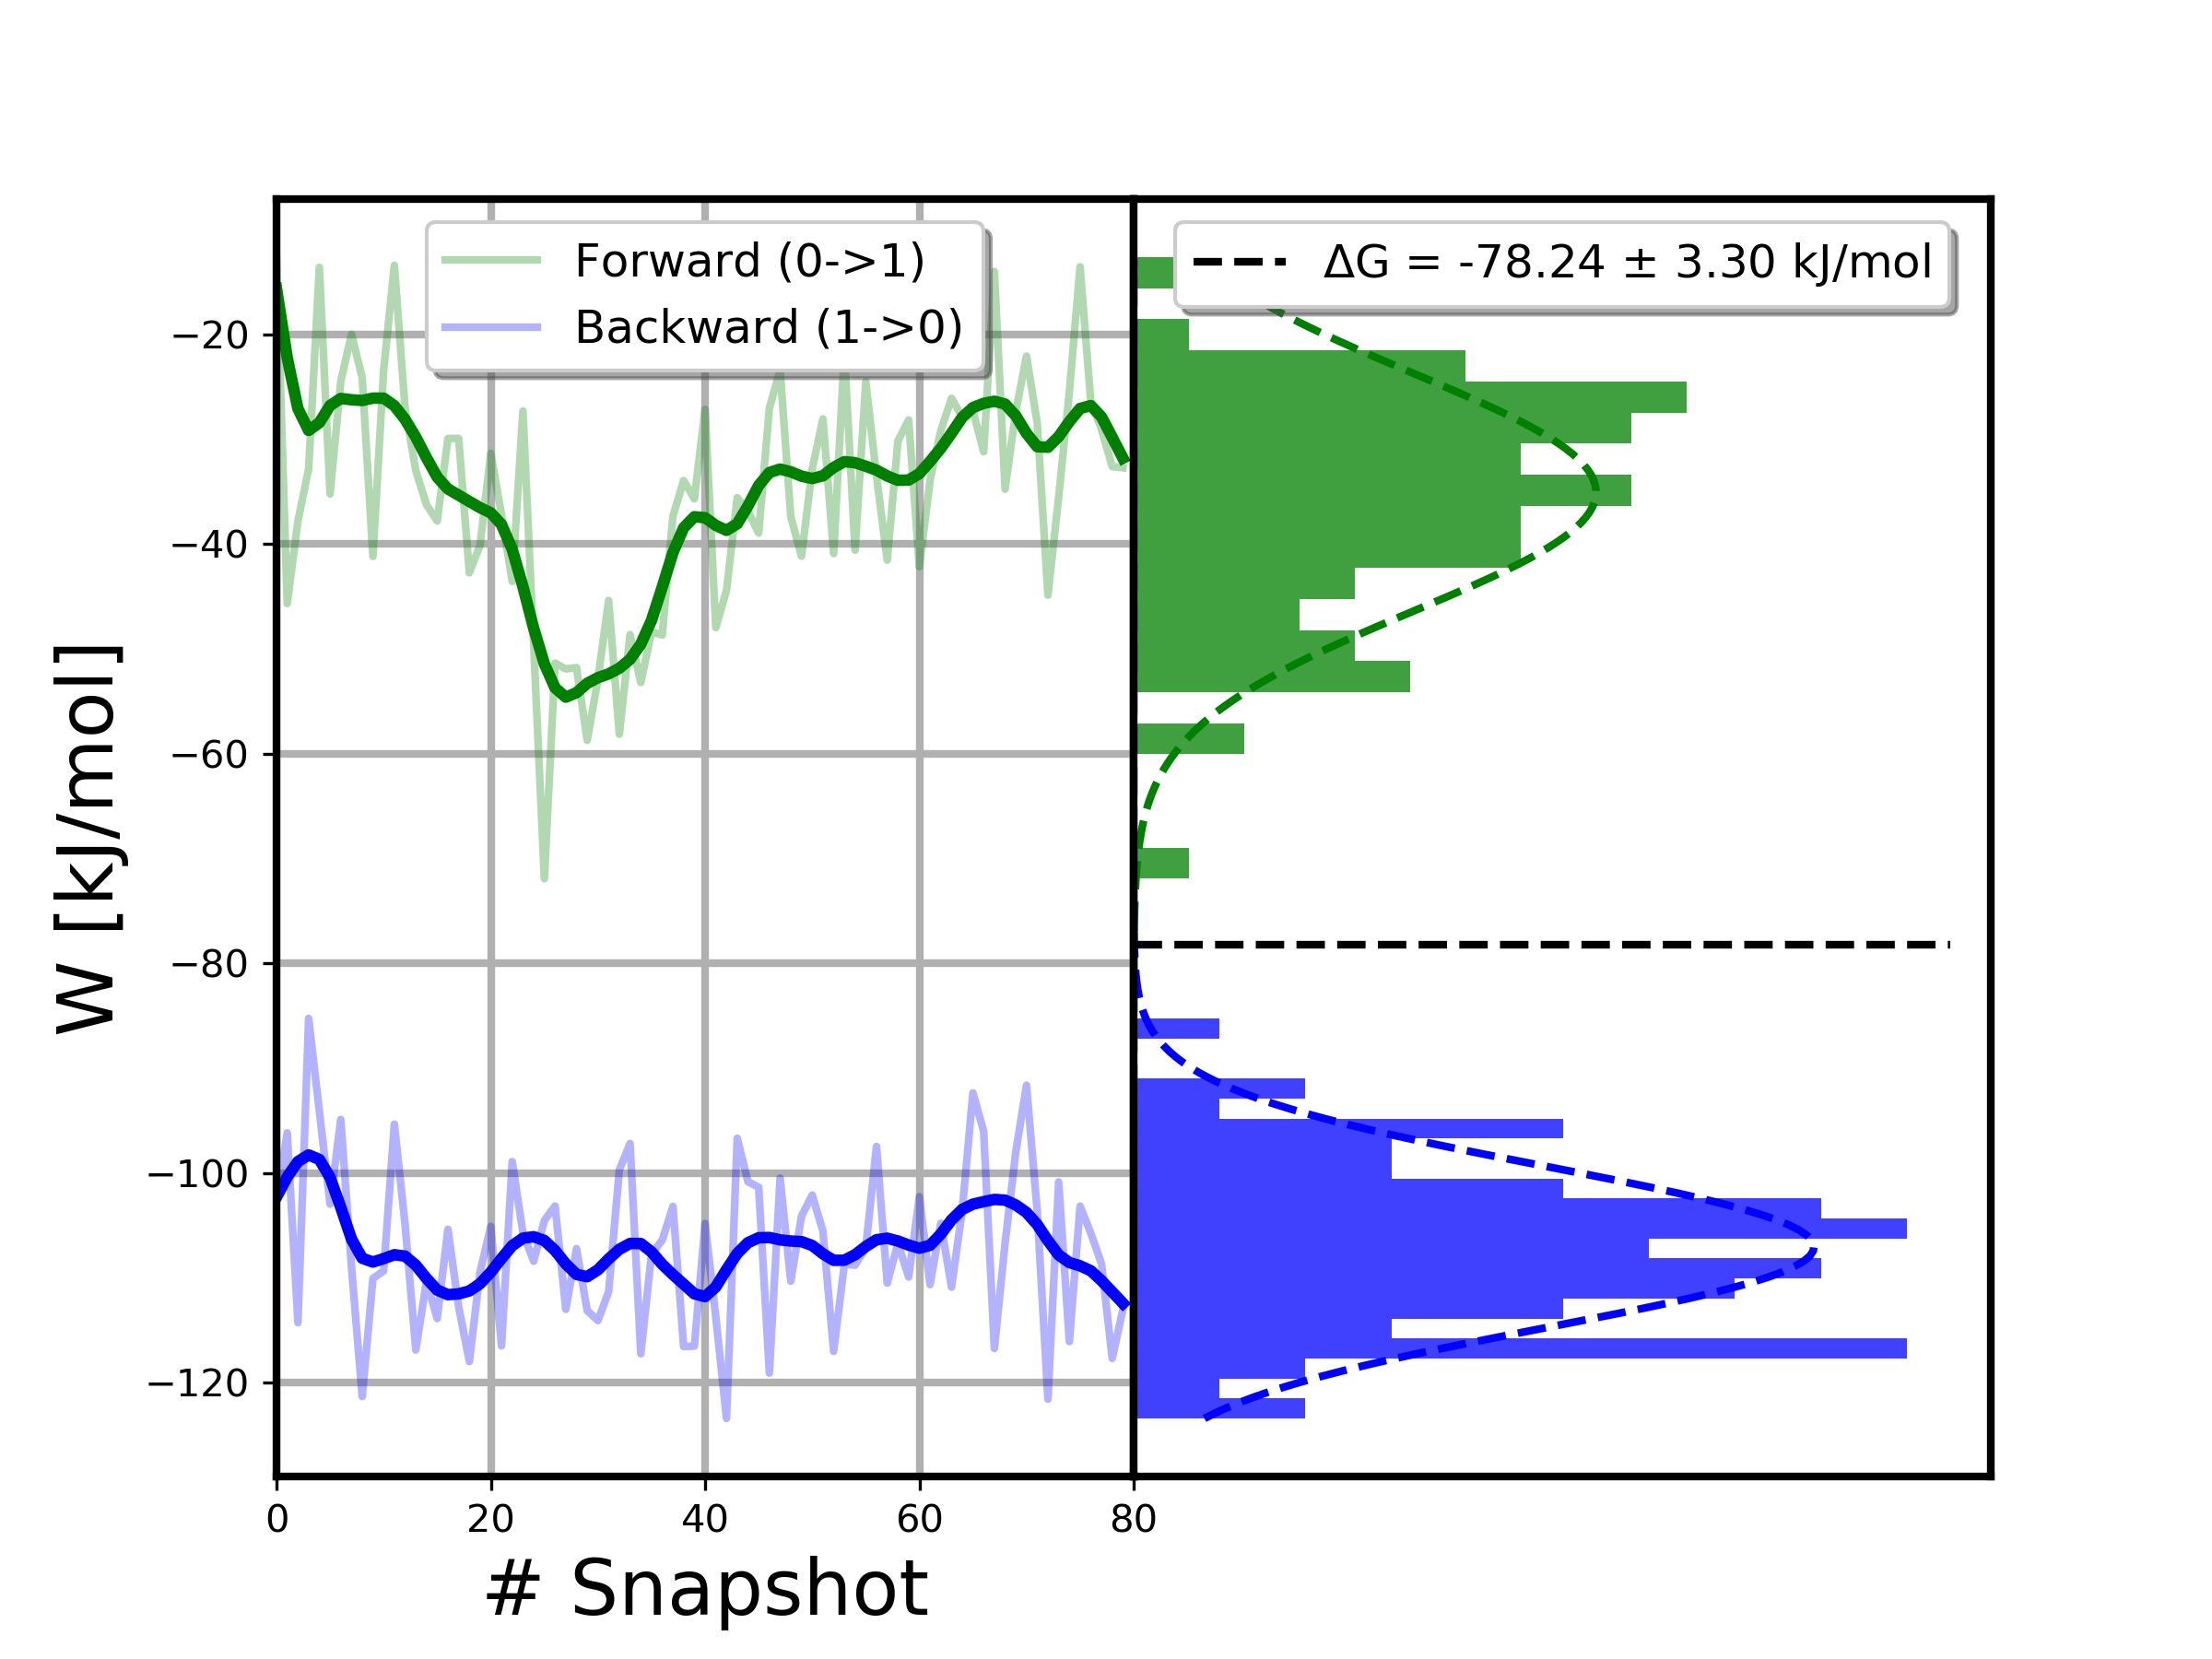 Forward (0->1)
Backward (1->0)
ΔG = -78.24 ± 3.30 kJ/mol
W [kJ/mol]
−20
−40
−60
−80
−100
−120
0 20 40 60 80
# Snapshot